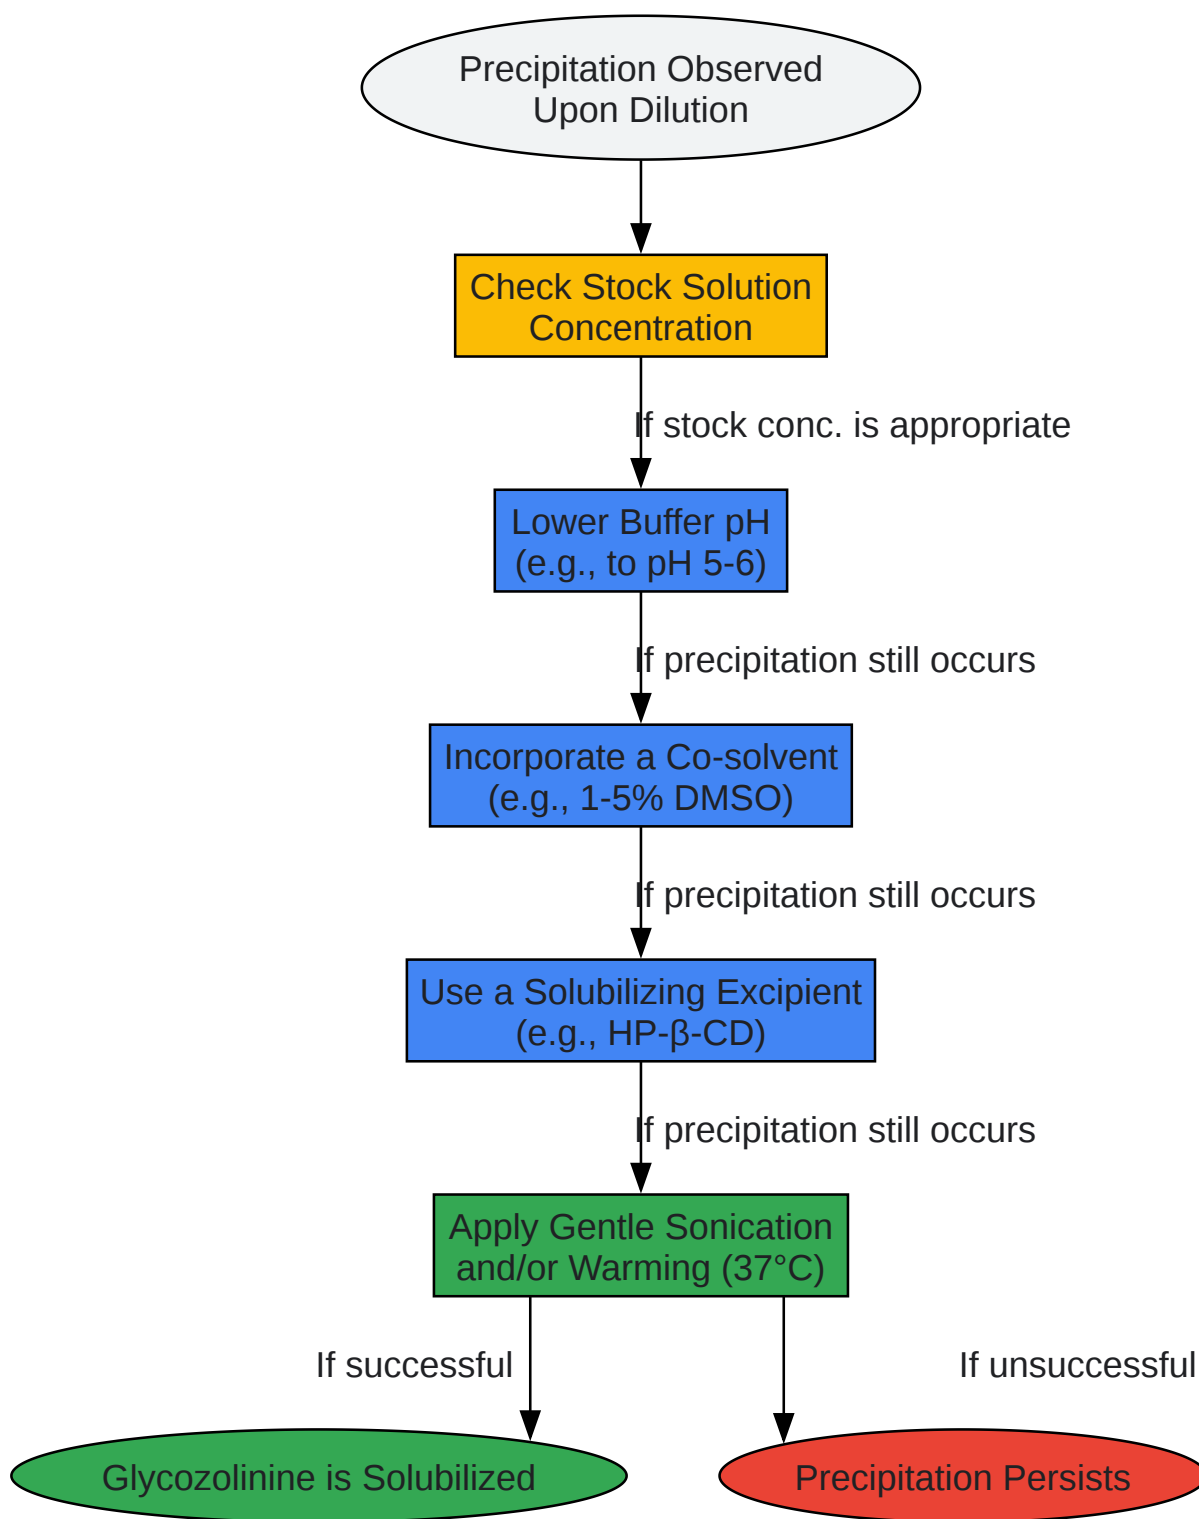 Precipitation Observed
Upon Dilution
Check Stock Solution
Concentration
If stock conc. is appropriate
Lower Buffer pH
(e.g., to pH 5-6)
If precipitation still occurs
Incorporate a Co-solvent
(e.g., 1-5% DMSO)
If precipitation still occurs
Use a Solubilizing Excipient
(e.g., HP-β-CD)
If precipitation still occurs
Apply Gentle Sonication
and/or Warming (37°C)
If successful
If unsuccessful
Glycozolinine is Solubilized
Precipitation Persists